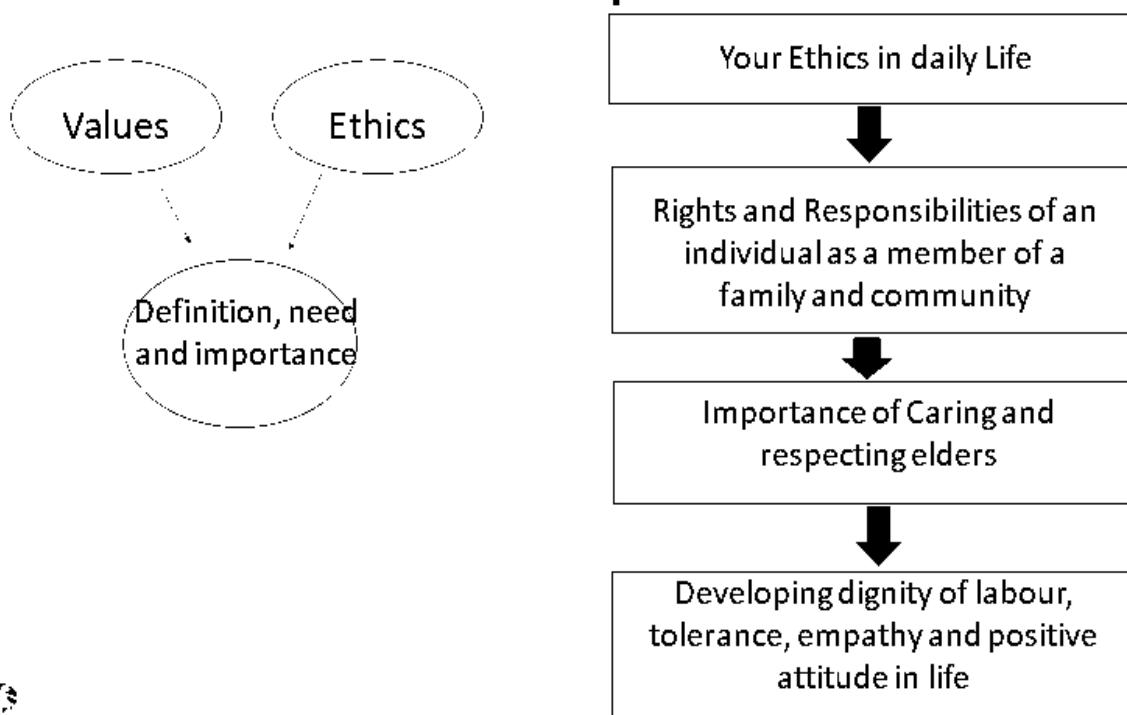 Values
Ethics
Definition, need
and importance
Your Ethics in daily Life
Rights and Responsibilities of an
individual as a member of a
family and community
Importance of Caring and
respecting elders
Developing dignity of labour,
tolerance, empathy and positive
attitude in life